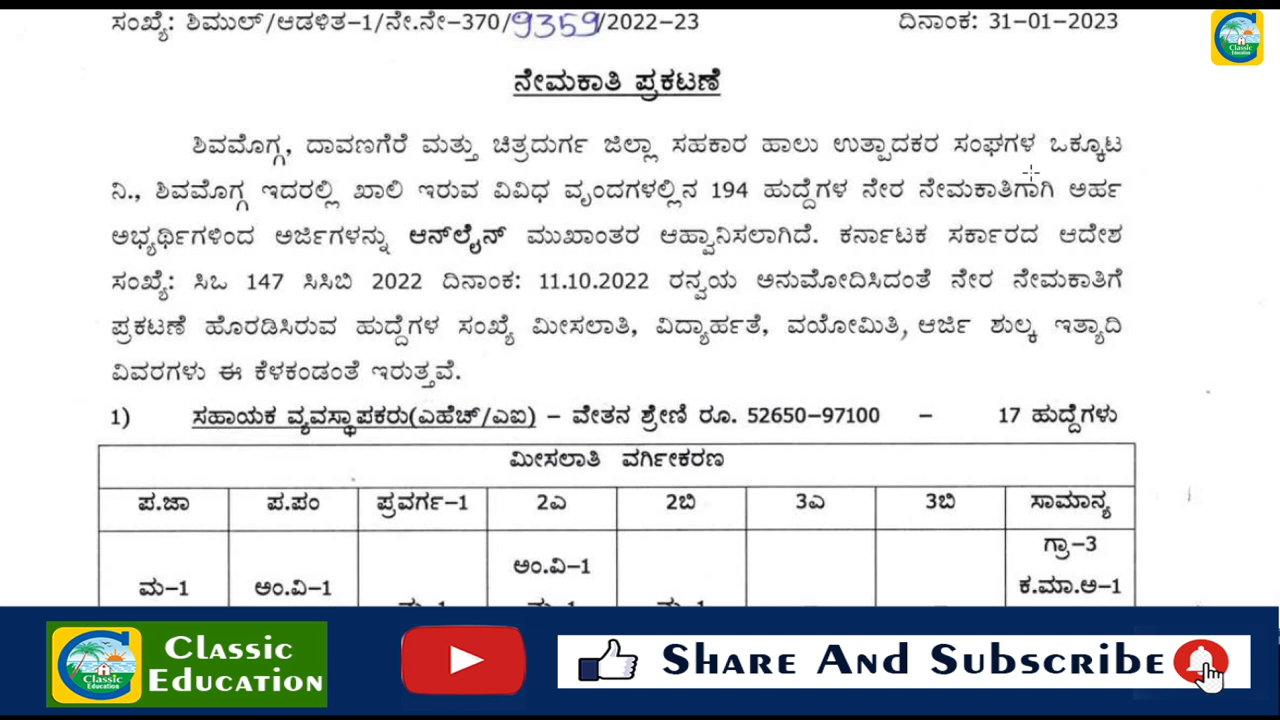 ಸಂಖ್ಯೆ: ಶಿಮುಲ್/ಆಡಳಿತ-1/ನೇ.ನೇ-370/9359/2022-23 ದಿನಾಂಕ: 31-01-2023
Classic
Education
ನೇಮಕಾತಿ ಪ್ರಕಟಣೆ
ಶಿವಮೊಗ್ಗ, ದಾವಣಗೆರೆ ಮತ್ತು ಚಿತ್ರದುರ್ಗ ಜಿಲ್ಲಾ ಸಹಕಾರ ಹಾಲು ಉತ್ಪಾದಕರ ಸಂಘಗಳ ಒಕ್ಕೂಟ
ನಿ., ಶಿವಮೊಗ್ಗ ಇದರಲ್ಲಿ ಖಾಲಿ ಇರುವ ವಿವಿಧ ವೃಂದಗಳಲ್ಲಿನ 194 ಹುದ್ದೆಗಳ ನೇರ ನೇಮಕಾತಿಗಾಗಿ ಅರ್ಹ
ಅಭ್ಯರ್ಥಿಗಳಿಂದ ಅರ್ಜಿಗಳನ್ನು ಆನ್‌ಲೈನ್ ಮುಖಾಂತರ ಆಹ್ವಾನಿಸಲಾಗಿದೆ. ಕರ್ನಾಟಕ ಸರ್ಕಾರದ ಆದೇಶ
ಸಂಖ್ಯೆ: ಸಿಒ 147 ಸಿಸಿಬಿ 2022 ದಿನಾಂಕ: 11.10.2022 ರನ್ವಯ ಅನುಮೋದಿಸಿದಂತೆ ನೇರ ನೇಮಕಾತಿಗೆ
ಪ್ರಕಟಣೆ ಹೊರಡಿಸಿರುವ ಹುದ್ದೆಗಳ ಸಂಖ್ಯೆ ಮೀಸಲಾತಿ, ವಿದ್ಯಾರ್ಹತೆ, ವಯೋಮಿತಿ, ಅರ್ಜಿ ಶುಲ್ಕ ಇತ್ಯಾದಿ
ವಿವರಗಳು ಈ ಕೆಳಕಂಡಂತೆ ಇರುತ್ತವೆ.
1) ಸಹಾಯಕ ವ್ಯವಸ್ಥಾಪಕರು(ಎಹೆಚ್/ಎಐ) - ವೇತನ ಶ್ರೇಣಿ ರೂ. 52650-97100 - 17 ಹುದ್ದೆಗಳು
ಮೀಸಲಾತಿ ವರ್ಗೀಕರಣ
ಪ.ಜಾ ಪ.ಪಂ ಪ್ರವರ್ಗ-1 2ಎ 2ಬಿ 3ಎ 3ಬಿ ಸಾಮಾನ್ಯ
ಗ್ರಾ-3
ಅಂ.ವಿ-1
ಮ-1 ಅಂ.ವಿ-1 ಕ.ಮಾ.ಅ-1
Classic
Education
Classic
Education
Share And Subscribe